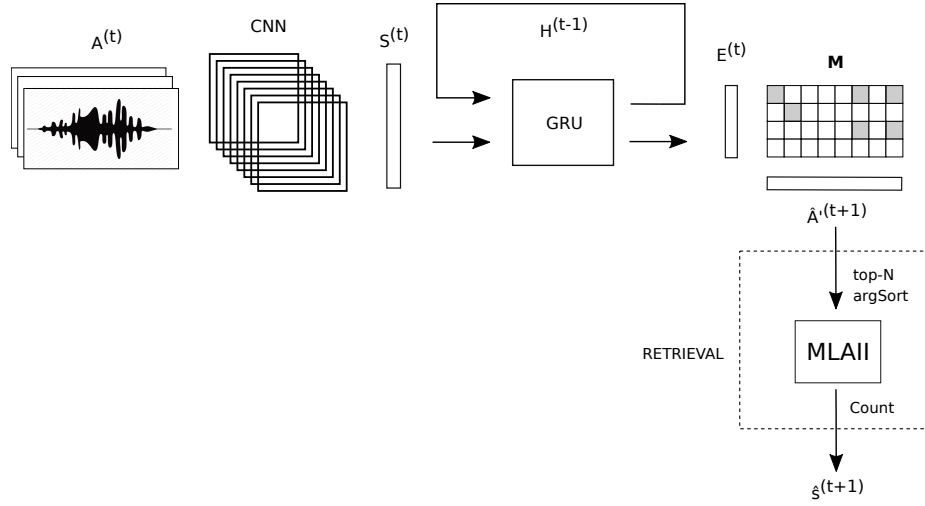 A(t)
CNN
S(t)
H(t-1)
GRU
E(t)
M
Â'(t+1)
top-N
argSort
RETRIEVAL
MLAII
Count
ŝ(t+1)